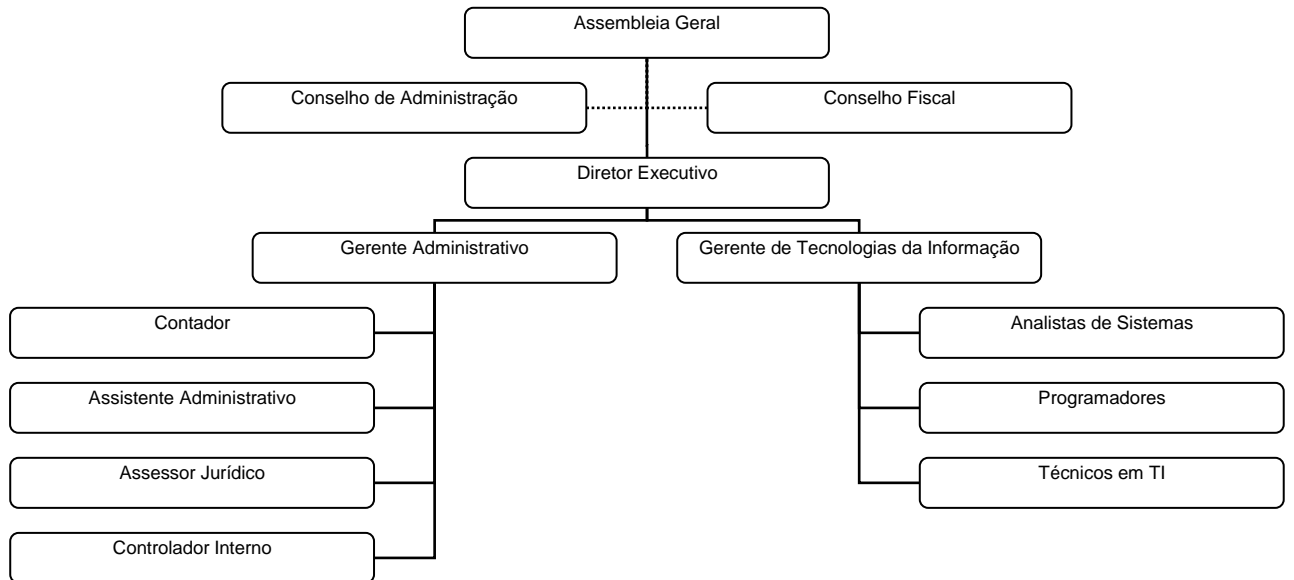 Assembleia Geral
Conselho de Administração
Conselho Fiscal
Diretor Executivo
Gerente Administrativo
Gerente de Tecnologias da Informação
Contador
Analistas de Sistemas
Assistente Administrativo
Programadores
Assessor Jurídico
Técnicos em TI
Controlador Interno